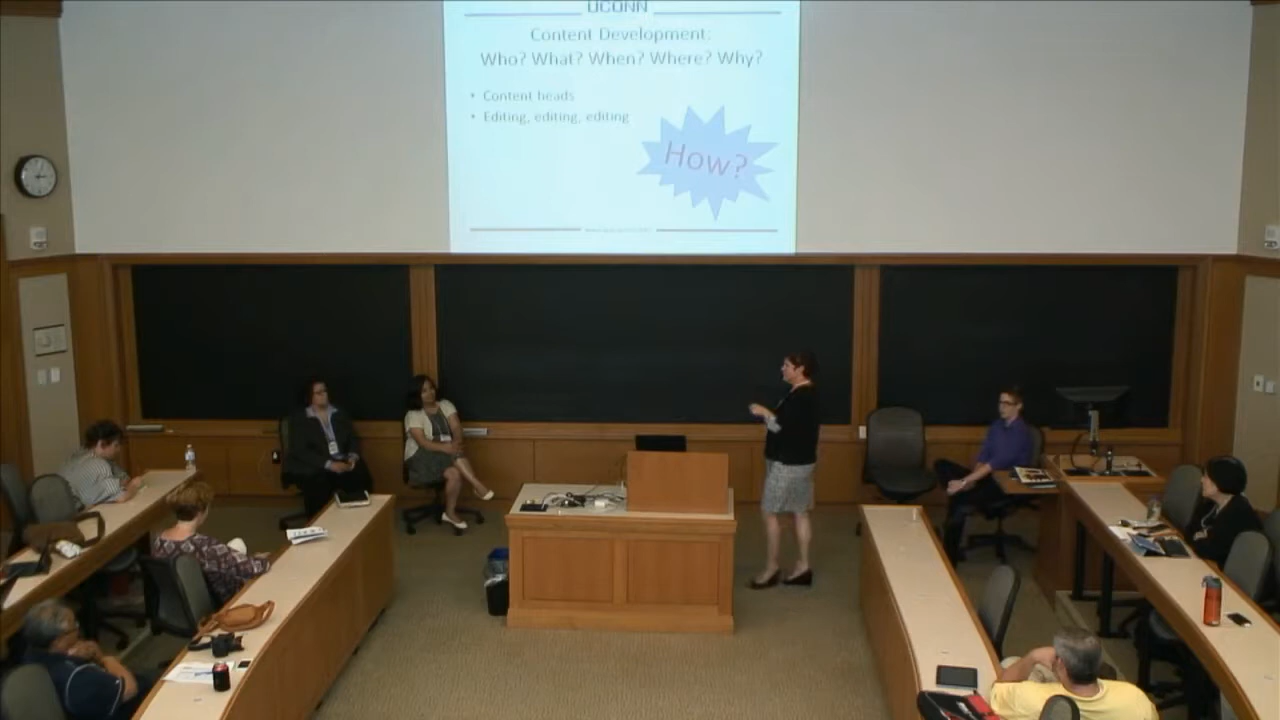 UCONN
Content Development:
Who? What? When? Where? Why?
• Content heads
• Editing, editing, editing
How?